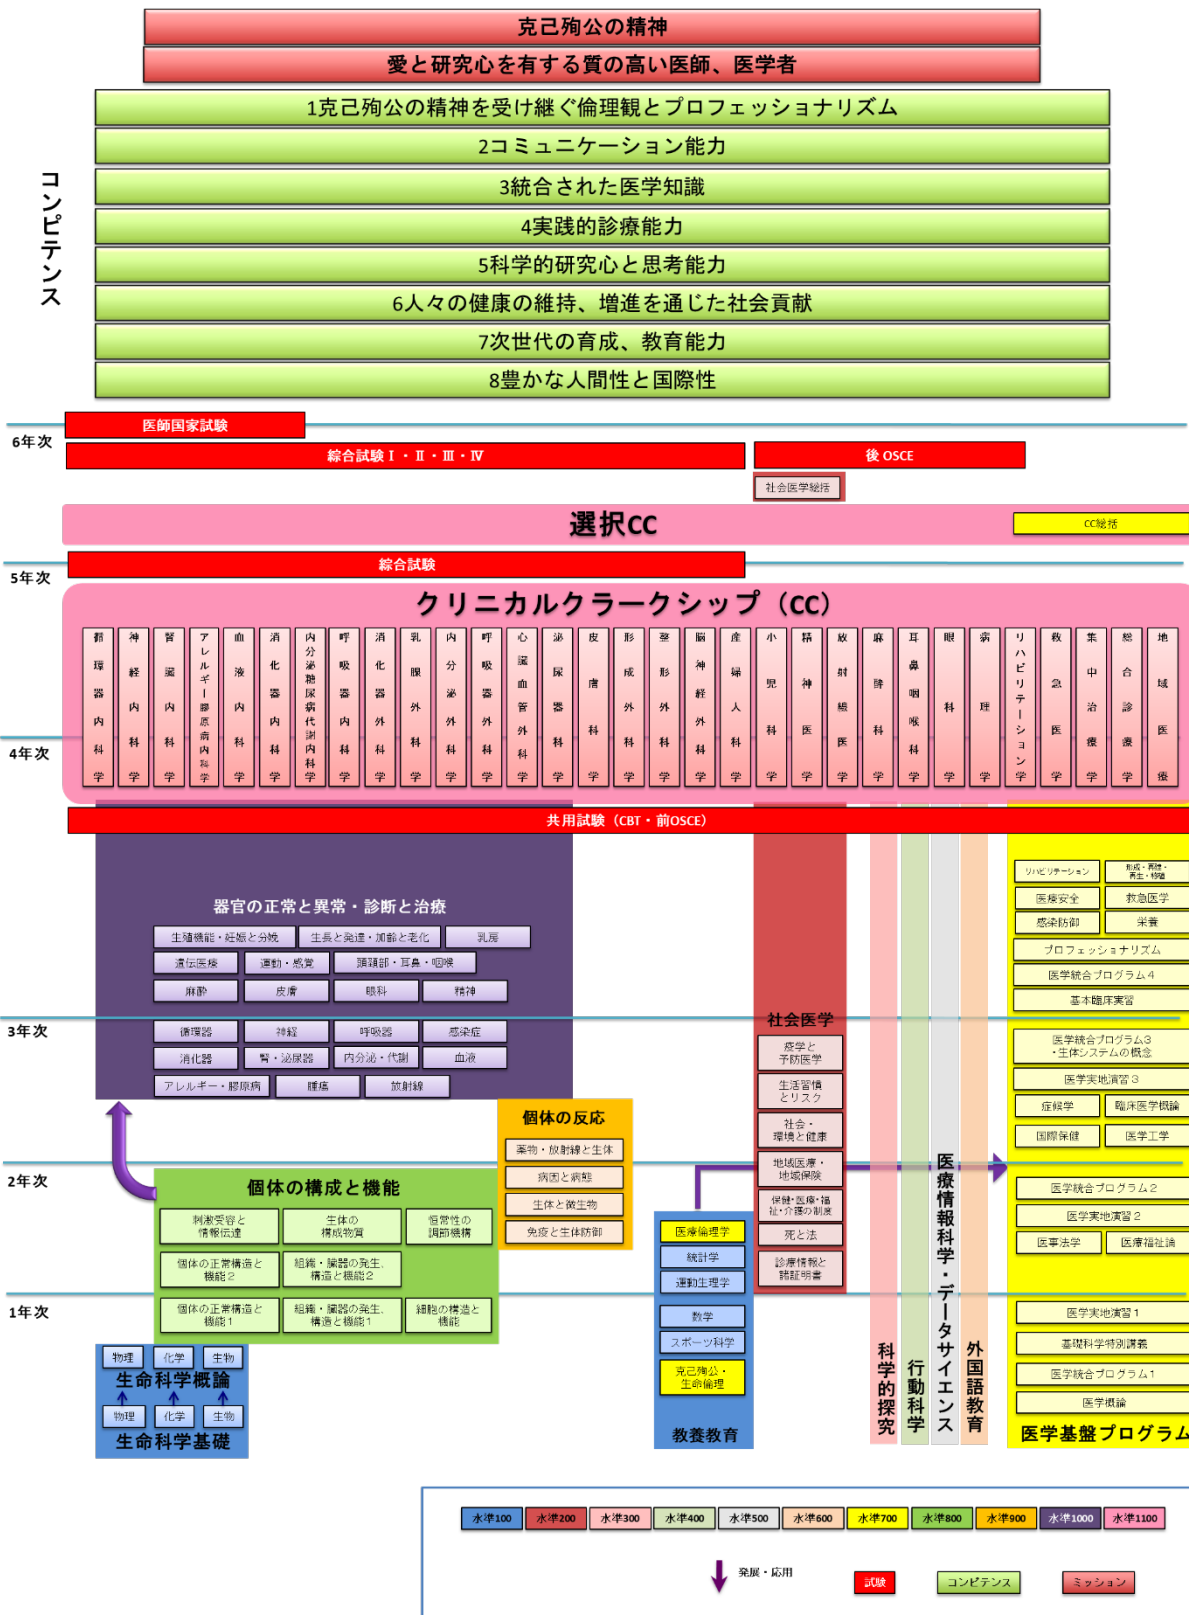 克己殉公の精神
愛と研究心を有する質の高い医師、医学者
コンピテンス
1克己殉公の精神を受け継ぐ倫理観とプロフェッショナリズム
2コミュニケーション能力
3統合された医学知識
4実践的診療能力
5科学的研究心と思考能力
6人々の健康の維持、増進を通じた社会貢献
7次世代の育成、教育能力
8豊かな人間性と国際性
医師国家試験
6年次
綜合試験Ⅰ・Ⅱ・Ⅲ・Ⅳ
後 OSCE
社会医学総括
選択CC
CC総括
綜合試験
5年次
クリニカルクラークシップ（CC）
循環器内科学
神経内科学
腎臓内科学
アレルギー膠原病内科学
血液内科学
消化器内科学
内分泌糖尿病代謝内科学
呼吸器内科学
消化器外科学
乳腺外科学
内分泌外科学
呼吸器外科学
心臓血管外科学
泌尿器科学
皮膚科学
形成外科学
整形外科学
脳神経外科学
産婦人科学
小児科学
精神医学
放射線医学
麻酔科学
耳鼻咽喉科学
眼科学
病理学
リハビリテーション学
救急医学
集中治療学
総合診療学
地域医療
4年次
共用試験（CBT・前OSCE）
器官の正常と異常・診断と治療
生殖機能・妊娠と分娩
生長と発達・加齢と老化
乳房
遺伝医療
運動・感覚
頭頚部・耳鼻・咽喉
麻酔
皮膚
眼科
精神
循環器
神経
呼吸器
感染症
消化器
腎・泌尿器
内分泌・代謝
血液
アレルギー・膠原病
腫瘍
放射線
3年次
社会医学
疫学と
予防医学
生活習慣
とリスク
社会・
環境と健康
地域医療・
地域保険
保健・医療・福
祉・介護の制度
死と法
診療情報と
諸証明書
リハビリテーション
形成・再建・
再生・移植
医療安全
救急医学
感染防御
栄養
プロフェッショナリズム
医学統合プログラム４
基本臨床実習
医学統合プログラム3
・生体システムの概念
医学実地演習３
症候学
臨床医学概論
国際保健
医学工学
医学統合プログラム２
医学実地演習２
医事法学
医療福祉論
医学実地演習１
基礎科学特別講義
医学統合プログラム1
医学概論
医学基盤プログラム
個体の反応
薬物・放射線と生体
病因と病態
生体と微生物
免疫と生体防御
2年次
個体の構成と機能
刺激受容と
情報伝達
生体の
構成物質
恒常性の
調節機構
個体の正常構造と
機能２
組織・臓器の発生、
構造と機能２
個体の正常構造と
機能１
組織・臓器の発生、
構造と機能１
細胞の構造と
機能
1年次
医療倫理学
統計学
運動生理学
数学
スポーツ科学
克己殉公・
生命倫理
教養教育
科学的探究
行動科学
医療情報科学・データサイエンス
外国語教育
物理
化学
生物
生命科学概論
物理
化学
生物
生命科学基礎
水準100
水準200
水準300
水準400
水準500
水準600
水準700
水準800
水準900
水準1000
水準1100
発展・応用
試験
コンピテンス
ミッション